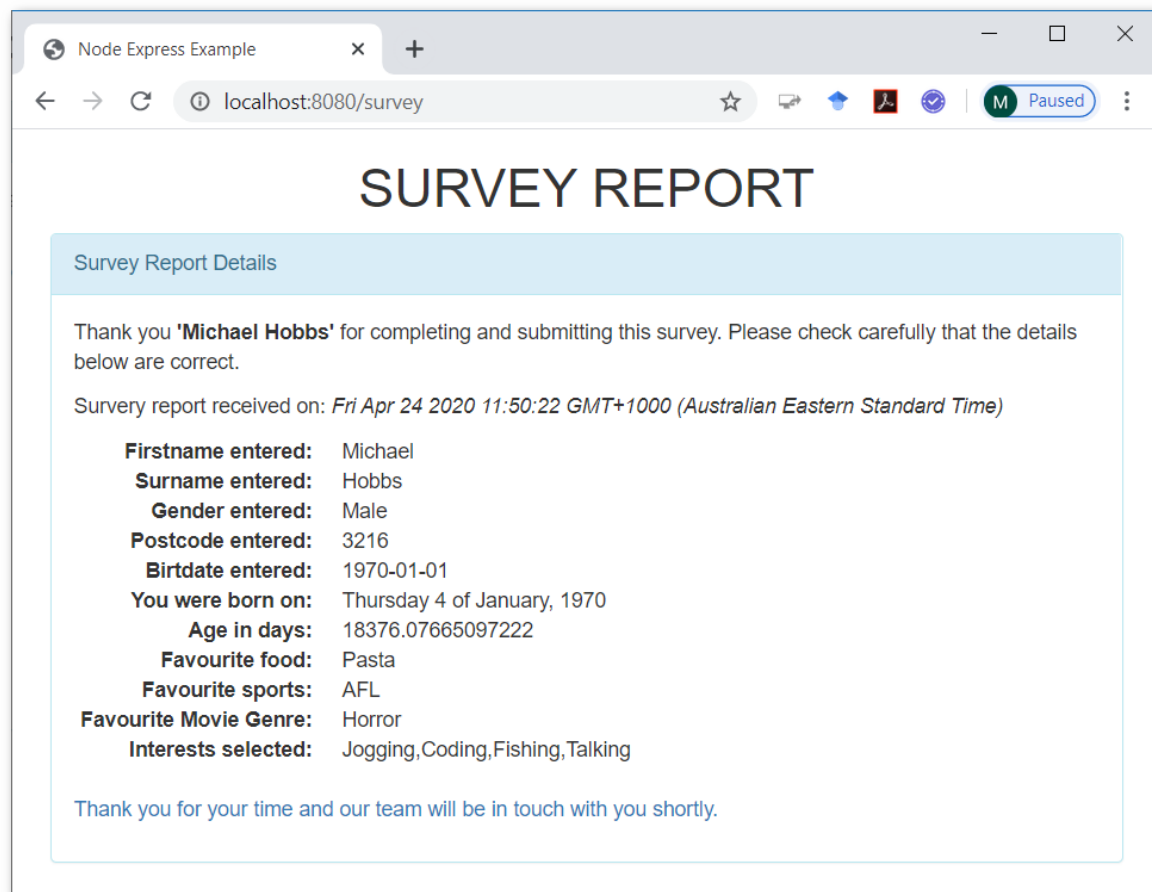 Node Express Example
localhost:8080/survey
M Paused
SURVEY REPORT
Survey Report Details
Thank you 'Michael Hobbs' for completing and submitting this survey. Please check carefully that the details
below are correct.
Survery report received on: Fri Apr 24 2020 11:50:22 GMT+1000 (Australian Eastern Standard Time)
Firstname entered: Michael
Surname entered: Hobbs
Gender entered: Male
Postcode entered: 3216
Birtdate entered: 1970-01-01
You were born on: Thursday 4 of January, 1970
Age in days: 18376.07665097222
Favourite food: Pasta
Favourite sports: AFL
Favourite Movie Genre: Horror
Interests selected: Jogging,Coding,Fishing,Talking
Thank you for your time and our team will be in touch with you shortly.